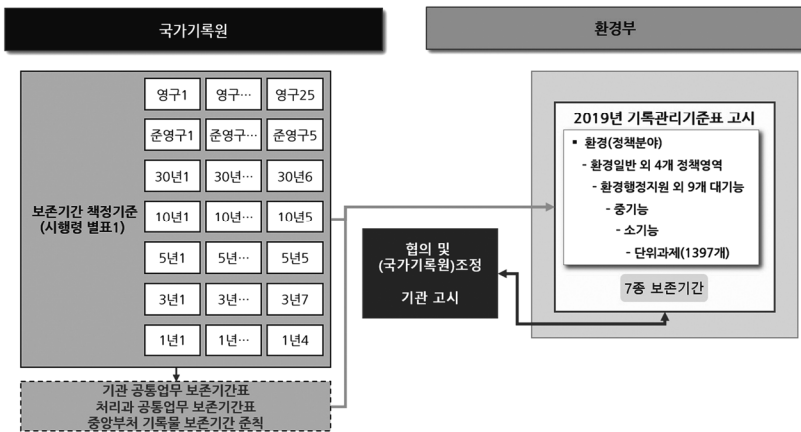 국가기록원
환경부
보존기간 책정기준
(시행령 별표1)
영구1 영구… 영구25
준영구1 준영구… 준영구5
30년1 30년… 30년6
10년1 10년… 10년5
5년1 5년… 5년5
3년1 3년… 3년7
1년1 1년… 1년4
기관 공통업무 보존기간표
처리과 공통업무 보존기간표
중앙부처 기록물 보존기간 준칙
협의 및
(국가기록원)조정
기관 고시
2019년 기록관리기준표 고시
▪ 환경(정책분야)
- 환경일반 외 4개 정책영역
- 환경행정지원 외 9개 대기능
- 중기능
- 소기능
- 단위과제(1397개)
7종 보존기간